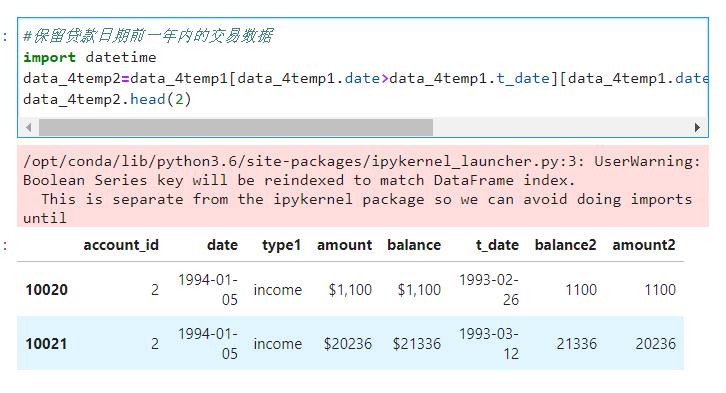 #保留贷款日期前一年内的交易数据
import datetime
data_4temp2=data_4temp1[data_4temp1.date>data_4temp1.t_date][data_4temp1.date
data_4temp2.head(2)
/opt/conda/lib/python3.6/site-packages/ipykernel_launcher.py:3: UserWarning:
Boolean Series key will be reindexed to match DataFrame index.
This is separate from the ipykernel package so we can avoid doing imports
until
account_id date type1 amount balance t_date balance2 amount2
10020 2 1994-01-05 income $1,100 $1,100 1993-02-26 1100 1100
10021 2 1994-01-05 income $20236 $21336 1993-03-12 21336 20236